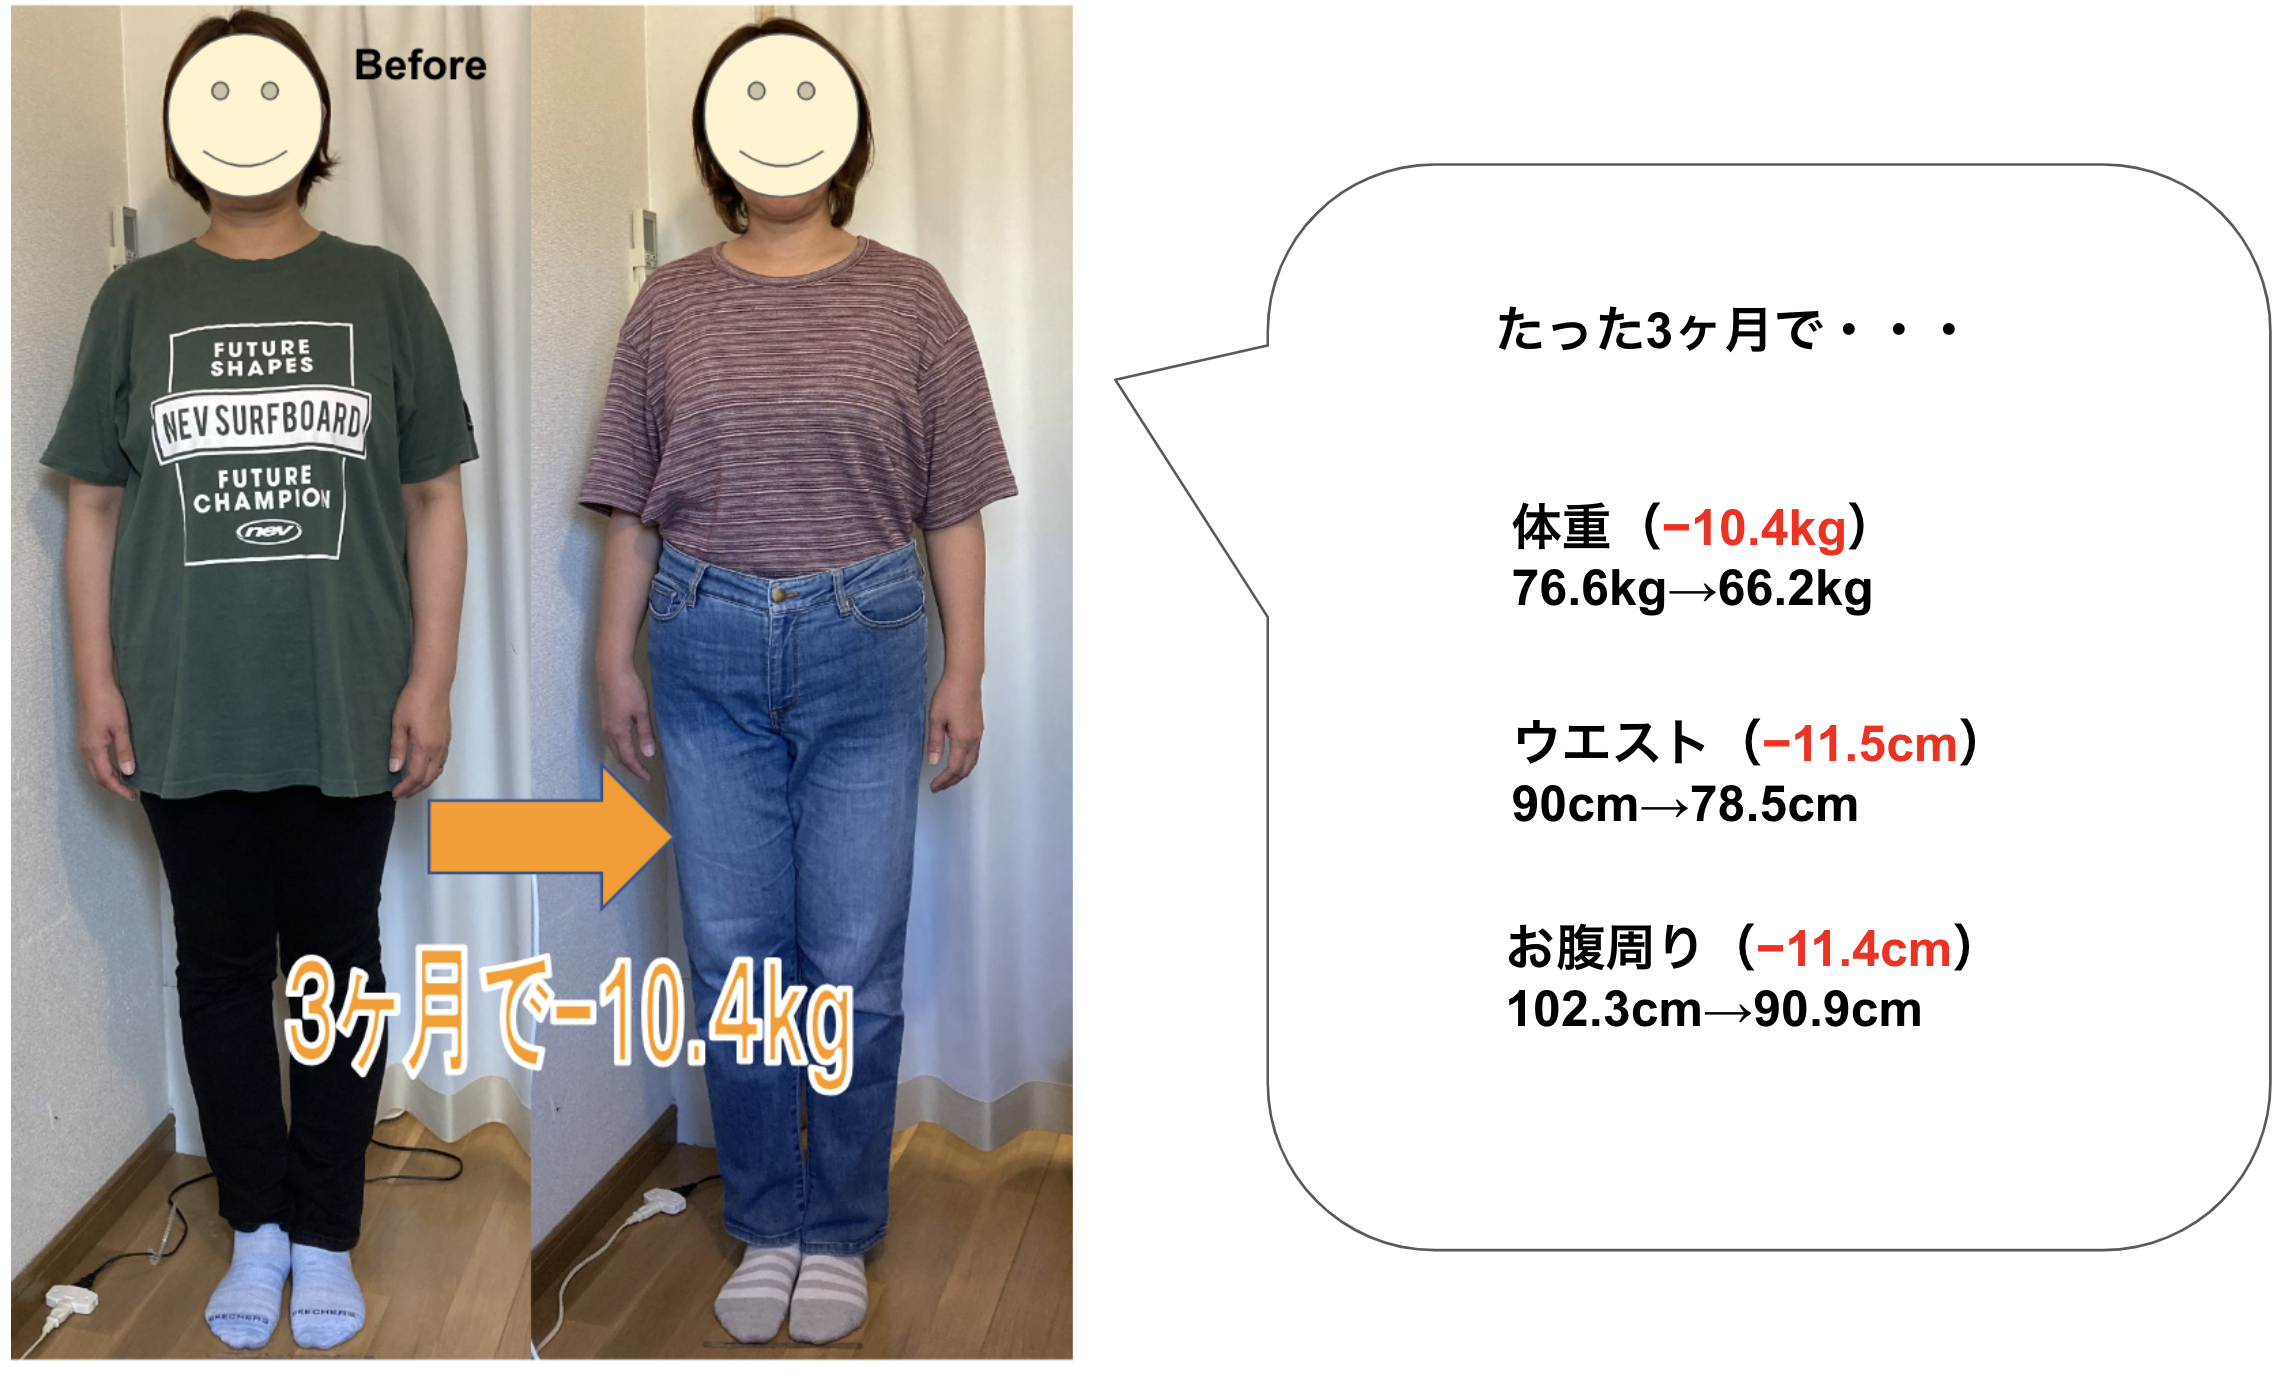 Before
FUTURE
SHAPES
NEV SURFBOARD
FUTURE
CHAMPION
nev
3ヶ月で-10.4kg
SKECHERS
SKECHERS
たった3ヶ月で・・・
体重（−10.4kg）
76.6kg→66.2kg
ウエスト（−11.5cm）
90cm→78.5cm
お腹周り（−11.4cm）
102.3cm→90.9cm